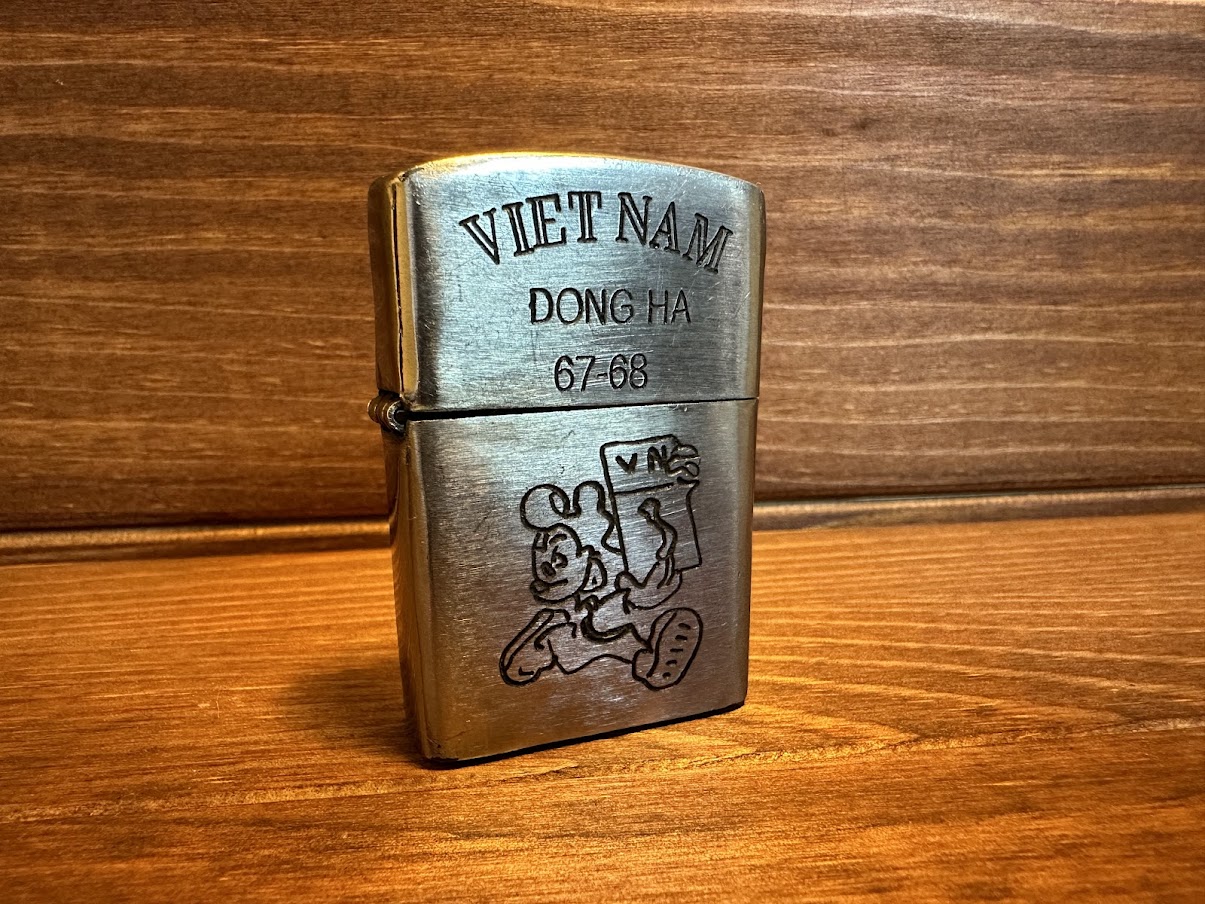 VIET NAM
DONG HA
67-68
VN